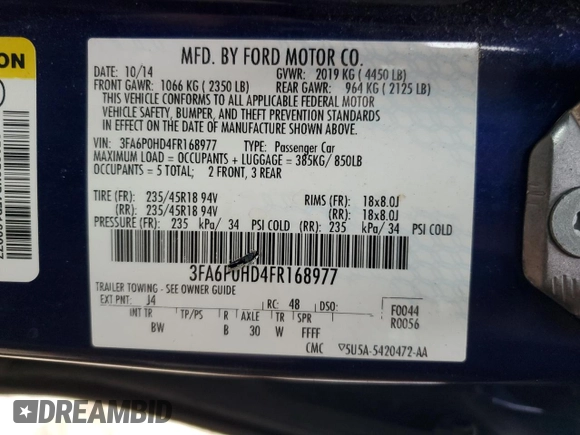 ON
MFD. BY FORD MOTOR CO.
DATE: 10/14 GVWR: 2019 KG (4450 LB)
FRONT GAWR: 1066 KG (2350 LB) REAR GAWR: 964 KG (2125 LB)
THIS VEHICLE CONFORMS TO ALL APPLICABLE FEDERAL MOTOR
VEHICLE SAFETY, BUMPER, AND THEFT PREVENTION STANDARDS
IN EFFECT ON THE DATE OF MANUFACTURE SHOWN ABOVE.
VIN: 3FA6P0HD4FR168977 TYPE: Passenger Car
MAXIMUM LOAD = OCCUPANTS + LUGGAGE = 385KG/ 850LB
OCCUPANTS = 5 TOTAL; 2 FRONT, 3 REAR
TIRE (FR): 235/45R18 94V RIMS (FR): 18x8.0J
(RR): 235/45R18 94V (RR): 18x8.0J
PRESSURE (FR): 235 kPa/ 34 PSI COLD (RR): 235 kPa/ 34 PSI COLD
3FA6P0HD4FR168977
TRAILER TOWING - SEE OWNER GUIDE
EXT PNT: J4 RC: 48 DSO: F0044
INT TR TP/PS R AXLE TR SPR R0056
BW B 30 W FFFF
CMC 5U5A-5420472-AA
DREAMBID